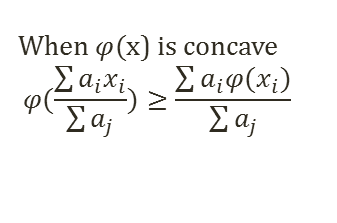 When φ(x) is concave
φ(∑ aᵢxᵢ / ∑ aⱼ) ≥ ∑ aᵢφ(xᵢ) / ∑ aⱼ